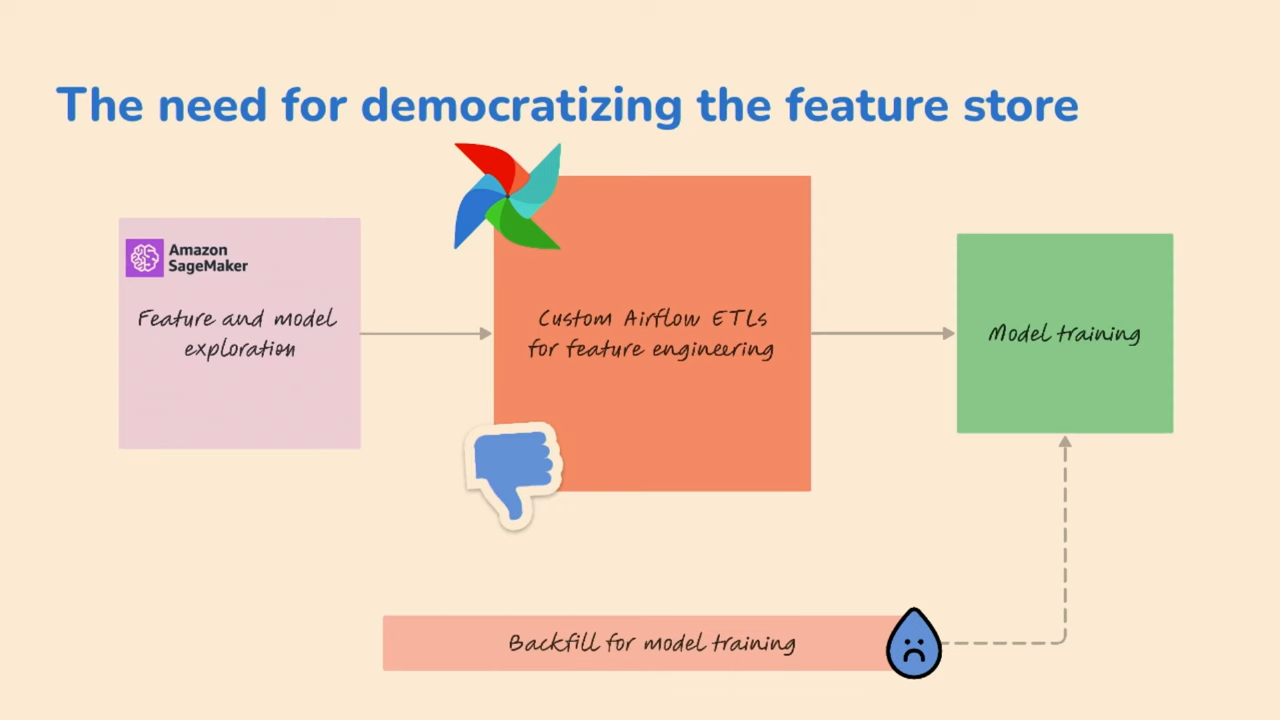 The need for democratizing the feature store
Amazon
SageMaker
Feature and model
exploration
Custom Airflow ETLs
for feature engineering
Model training
Backfill for model training